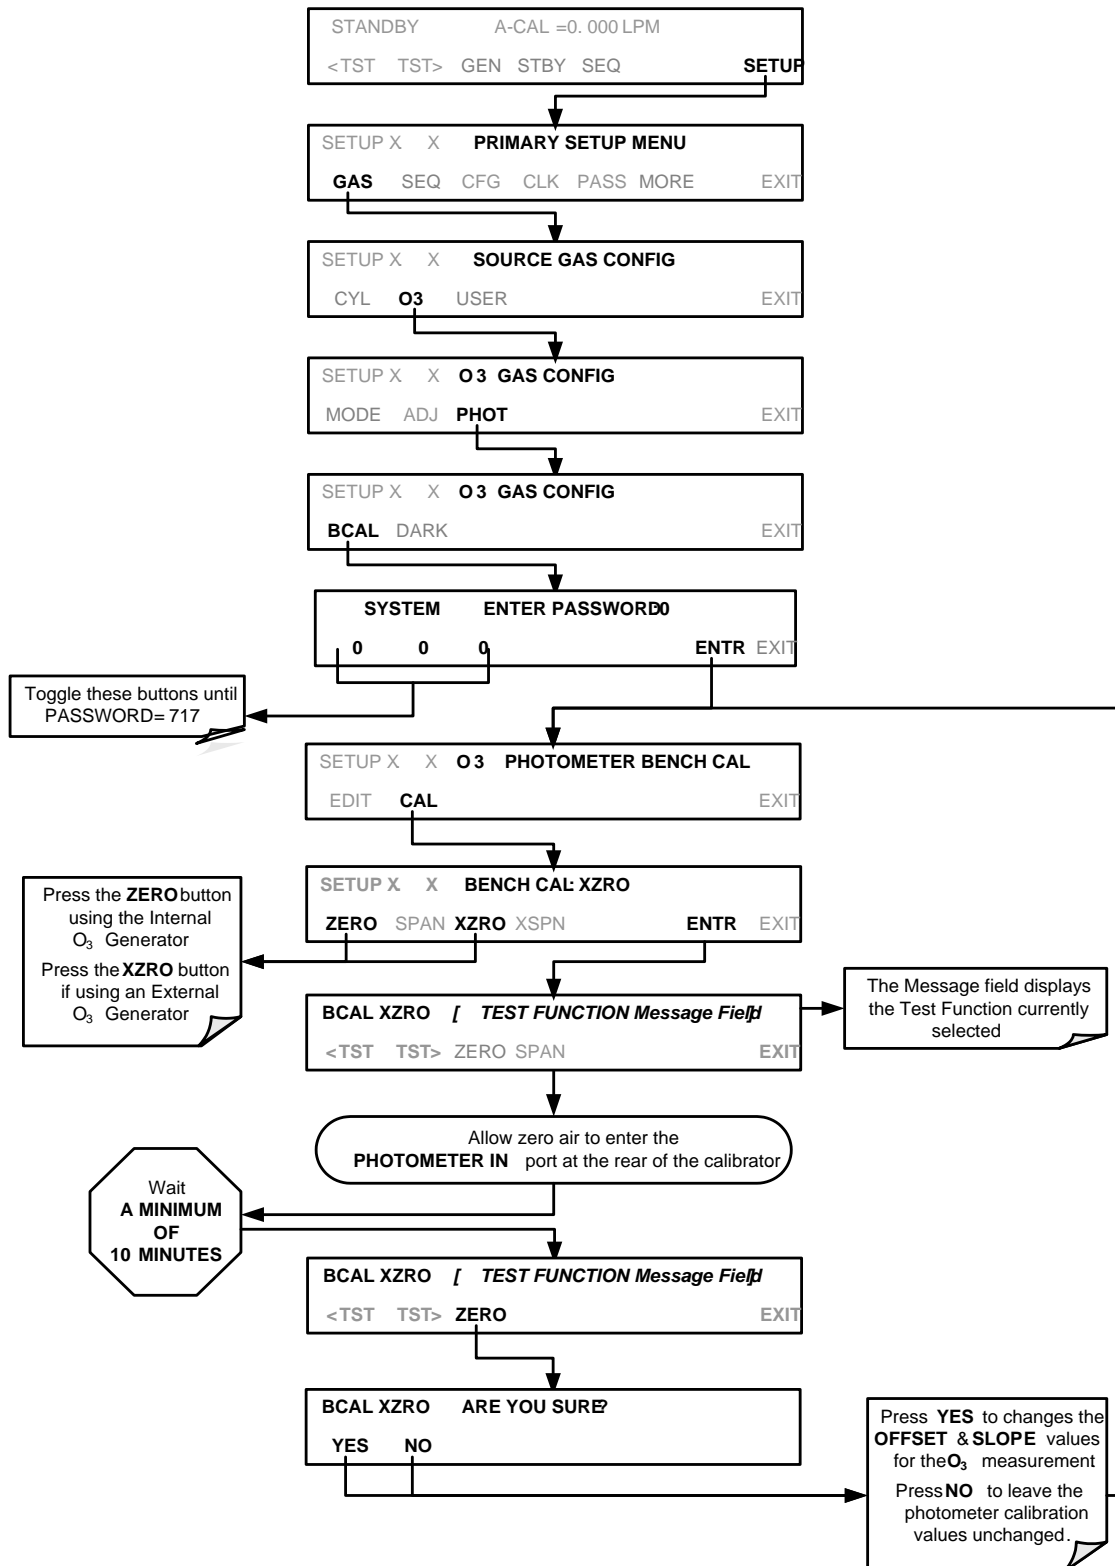 STANDBY A-CAL =0. 000 LPM
<TST TST> GEN STBY SEQ SETUP
SETUP X X PRIMARY SETUP MENU
GAS SEQ CFG CLK PASS MORE EXIT
SETUP X X SOURCE GAS CONFIG
CYL O3 USER EXIT
SETUP X X O 3 GAS CONFIG
MODE ADJ PHOT EXIT
SETUP X X O 3 GAS CONFIG
BCAL DARK EXIT
SYSTEM ENTER PASSWORD:0
0 0 0 ENTR EXIT
Toggle these buttons until
PASSWORD= 717
SETUP X X O 3 PHOTOMETER BENCH CAL
EDIT CAL EXIT
SETUP X. X BENCH CAL: XZRO
ZERO SPAN XZRO XSPN ENTR EXIT
Press the ZERO button
using the Internal
O₃ Generator
Press the XZRO button
if using an External
O₃ Generator
BCAL XZRO [ TEST FUNCTION Message Field]
<TST TST> ZERO SPAN EXIT
The Message field displays
the Test Function currently
selected
Allow zero air to enter the
PHOTOMETER IN port at the rear of the calibrator
Wait
A MINIMUM
OF
10 MINUTES
BCAL XZRO [ TEST FUNCTION Message Field]
<TST TST> ZERO EXIT
BCAL XZRO ARE YOU SURE?
YES NO
Press YES to changes the
OFFSET & SLOPE values
for the O₃ measurement
Press NO to leave the
photometer calibration
values unchanged.